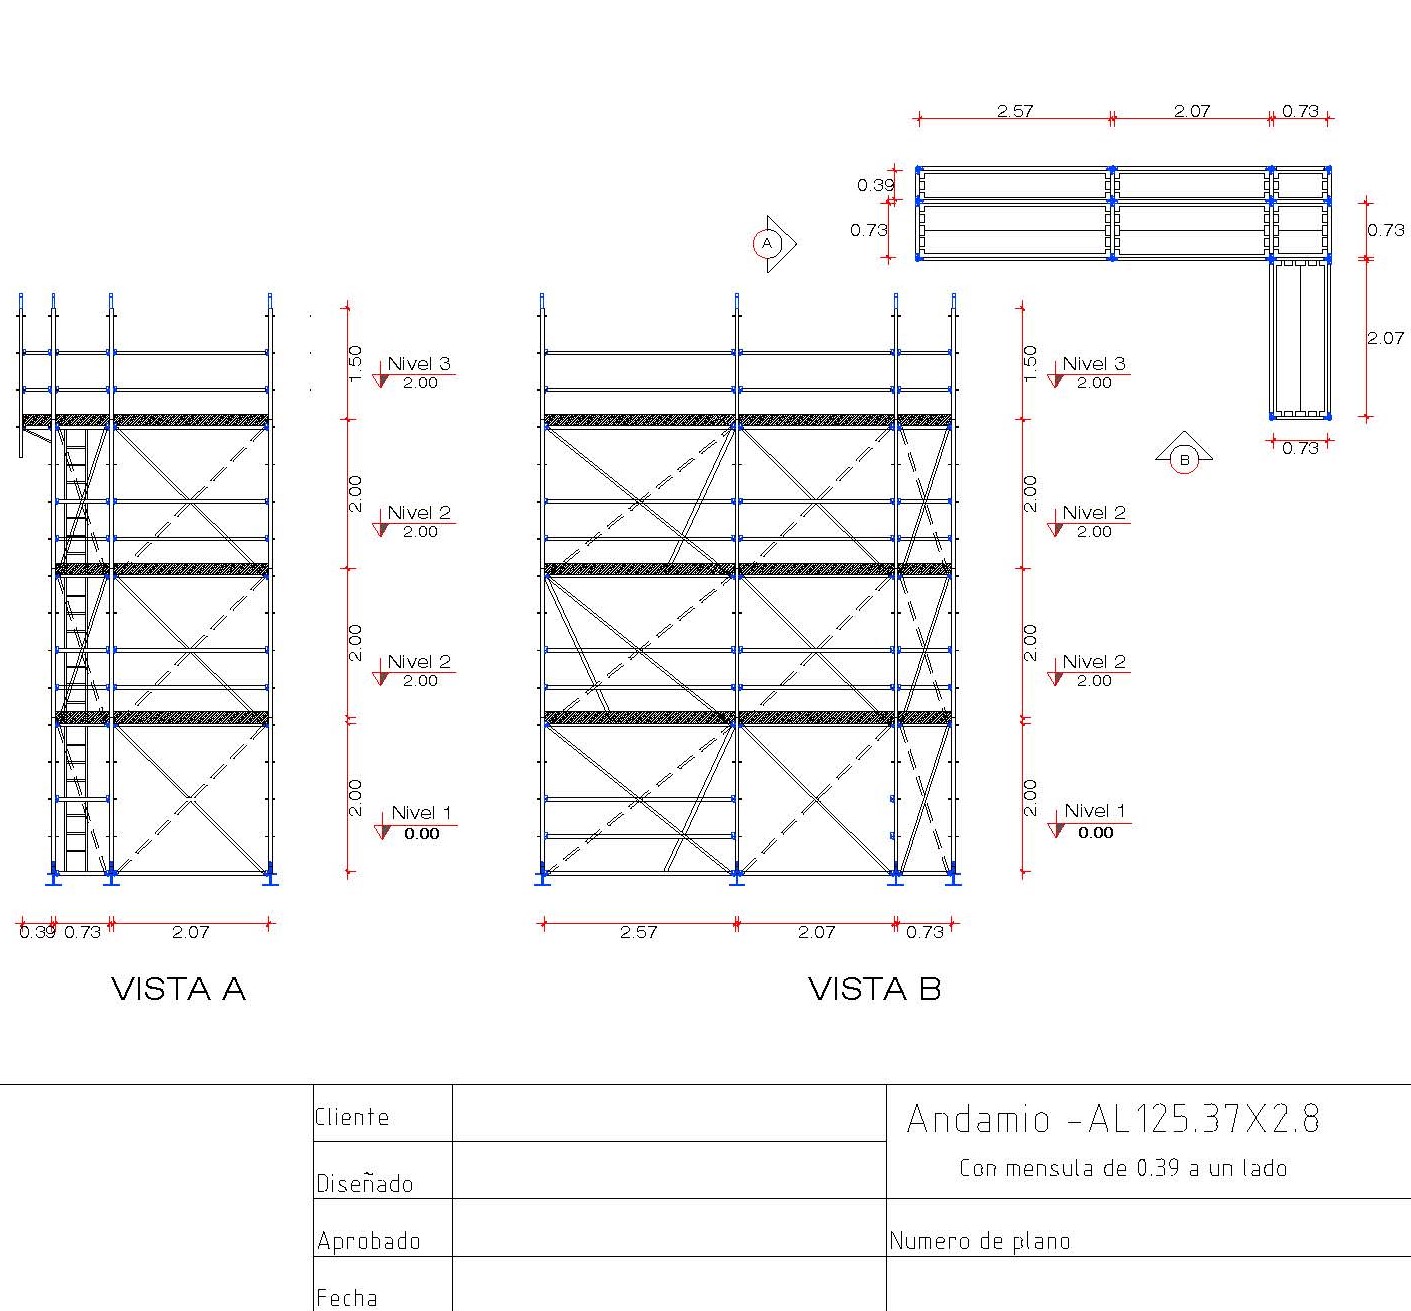 2.57 2.07 0.73
0.39
0.73
0.73
2.07
0.73
A
B
1.50
Nivel 3
2.00
2.00
Nivel 2
2.00
2.00
Nivel 2
2.00
2.00
Nivel 1
0.00
0.39 0.73 2.07
VISTA A
1.50
Nivel 3
2.00
2.00
Nivel 2
2.00
2.00
Nivel 2
2.00
2.00
Nivel 1
0.00
2.57 2.07 0.73
VISTA B
Cliente
Diseñado
Aprobado
Fecha
Andamio -AL125.37X2.8
Con mensula de 0.39 a un lado
Numero de plano